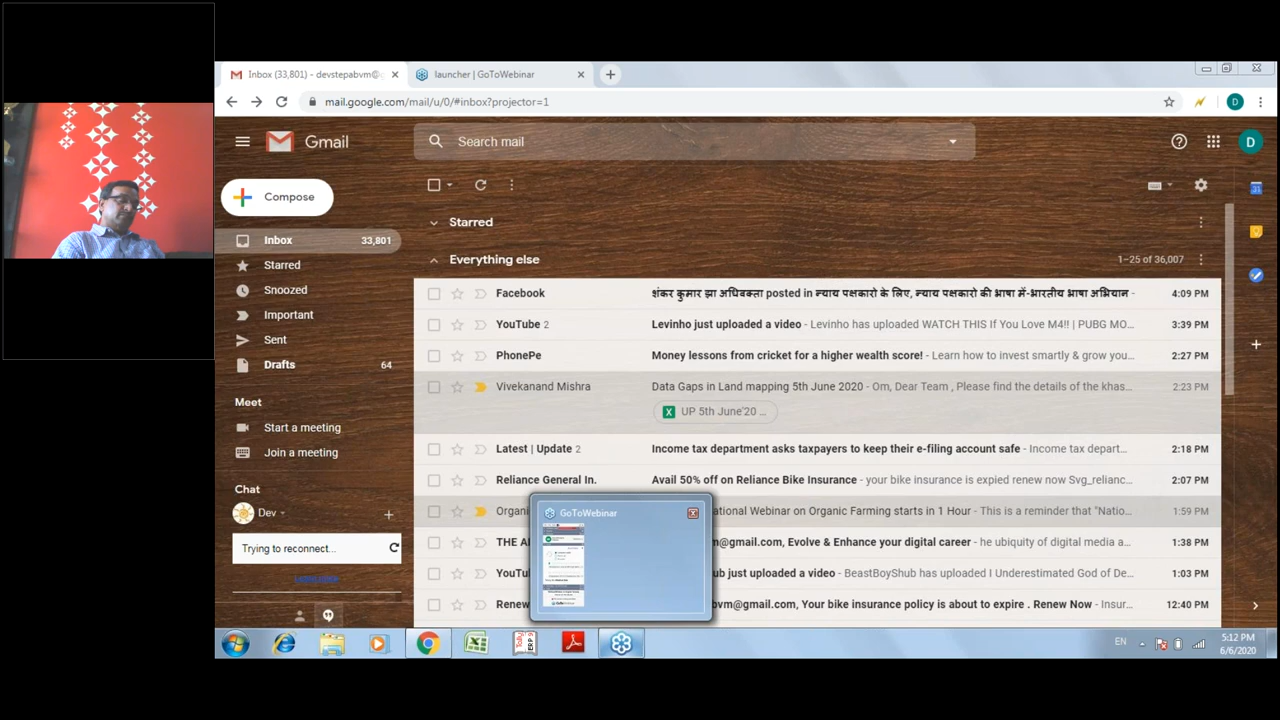 Inbox (33,801) - devstepabvm@g
launcher | GoToWebinar
mail.google.com/mail/u/0/#inbox?projector=1
D
Gmail
Search mail
D
Compose
Inbox 33,801
Starred
Snoozed
Important
Sent
Drafts 64
Meet
Start a meeting
Join a meeting
Chat
Dev
Trying to reconnect...
Learn more
Starred
Everything else 1–25 of 36,007
Facebook शंकर कुमार झा अधिवक्ता posted in न्याय पक्षकारो के लिए, न्याय पक्षकारो की भाषा में-भारतीय भाषा अभियान - 4:09 PM
YouTube 2 Levinho just uploaded a video - Levinho has uploaded WATCH THIS If You Love M4!! | PUBG MO... 3:39 PM
PhonePe Money lessons from cricket for a higher wealth score! - Learn how to invest smartly & grow you... 2:27 PM
Vivekanand Mishra Data Gaps in Land mapping 5th June 2020 - Om, Dear Team , Please find the details of the khas... 2:23 PM
X UP 5th June'20 ...
Latest | Update 2 Income tax department asks taxpayers to keep their e-filing account safe - Income tax depart... 2:18 PM
Reliance General In. Avail 50% off on Reliance Bike Insurance - your bike insurance is expied renew now Svg_relianc... 2:07 PM
Organi ational Webinar on Organic Farming starts in 1 Hour - This is a reminder that "Natio... 1:59 PM
THE AI vm@gmail.com, Evolve & Enhance your digital career - he ubiquity of digital media a... 1:38 PM
YouTu ub just uploaded a video - BeastBoyShub has uploaded I Underestimated God of De... 1:03 PM
Renew bvm@gmail.com, Your bike insurance policy is about to expire . Renew Now - Insur... 12:40 PM
GoToWebinar
31
EN
5:12 PM
6/6/2020